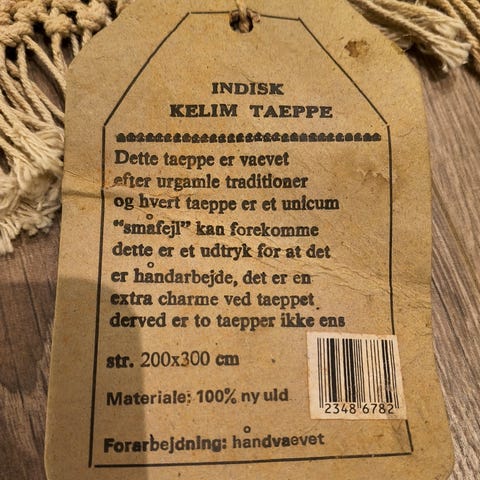 INDISK
KELIM TAEPPE
Dette taeppe er vaevet
efter urgamle traditioner
og hvert taeppe er et unicum
"småfejl" kan forekomme
dette er et udtryk for at det
er håndarbejde, det er en
extra charme ved taeppet
derved er to taepper ikke ens
str. 200x300 cm
Materiale: 100% ny uld
2348 6782
Forarbejdning: håndvaevet